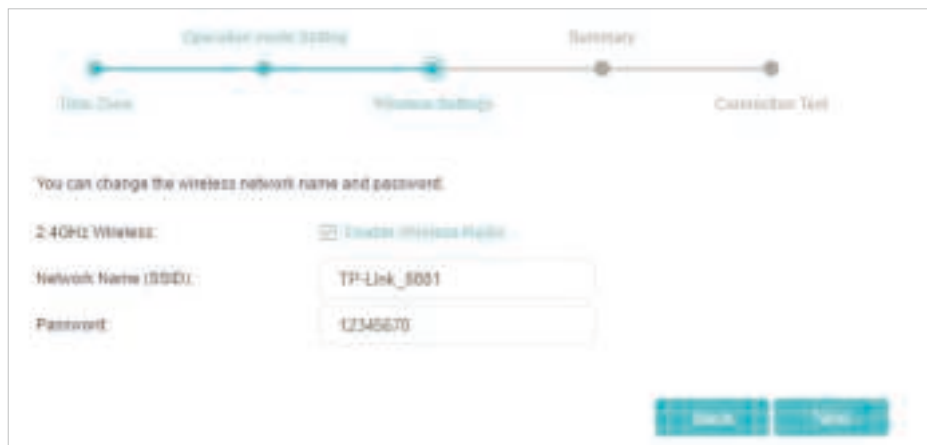 Operation mode Setting
Summary
Time Zone
Wireless Settings
Connection Test
You can change the wireless network name and password.
2.4GHz Wireless:
Enable Wireless Radio
Network Name (SSID):
TP-Link_8881
Password:
12345670
Back
Next